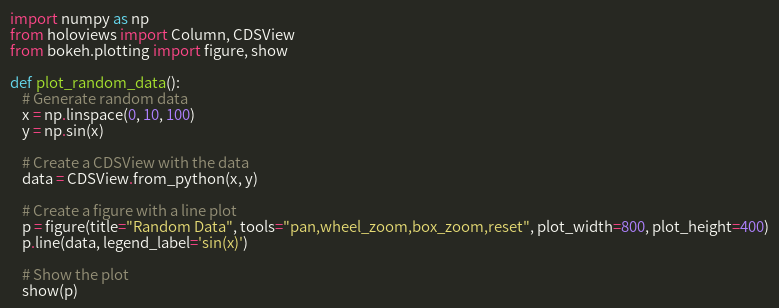 import numpy as np
from holoviews import Column, CDSView
from bokeh.plotting import figure, show

def plot_random_data():
    # Generate random data
    x = np.linspace(0, 10, 100)
    y = np.sin(x)

    # Create a CDSView with the data
    data = CDSView.from_python(x, y)

    # Create a figure with a line plot
    p = figure(title="Random Data", tools="pan,wheel_zoom,box_zoom,reset", plot_width=800, plot_height=400)
    p.line(data, legend_label='sin(x)')

    # Show the plot
    show(p)